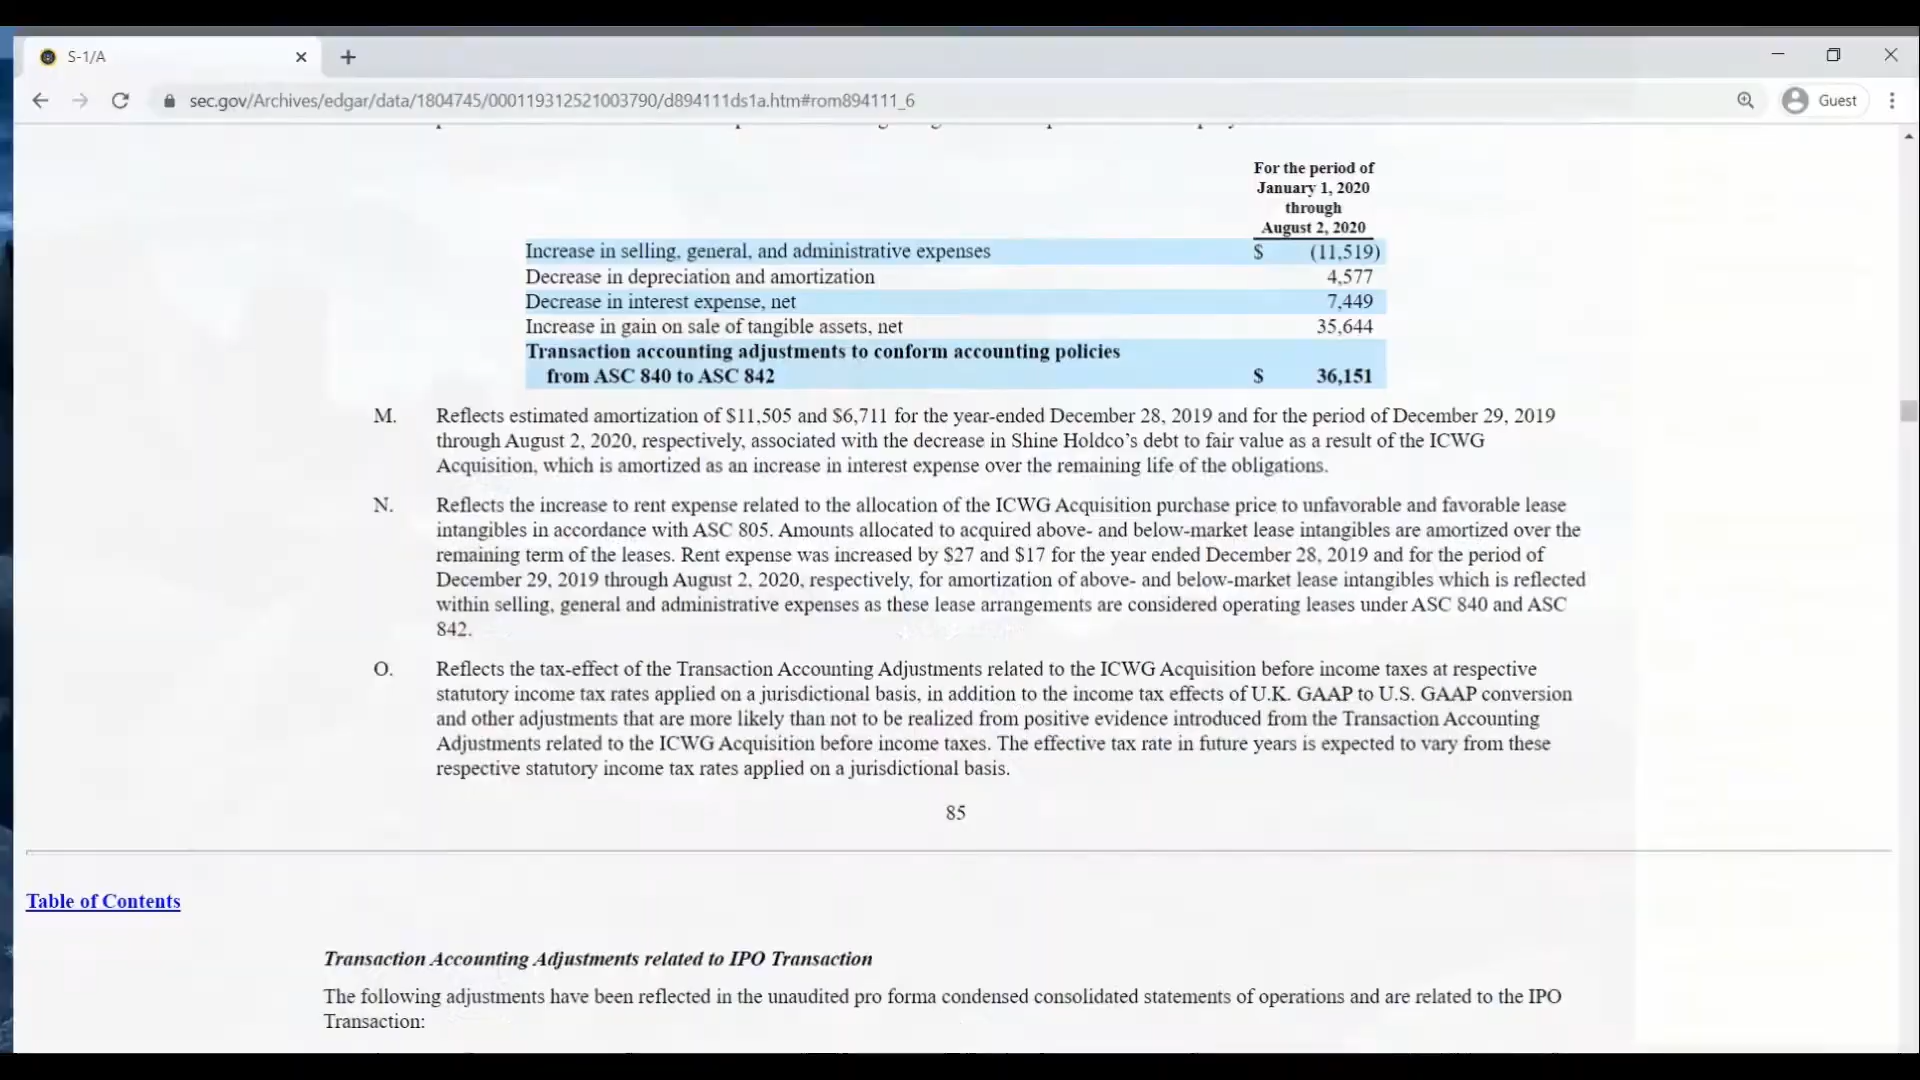 S-1/A
sec.gov/Archives/edgar/data/1804745/000119312521003790/d894111ds1a.htm#rom894111_6
Guest
For the period of
January 1, 2020
through
August 2, 2020
Increase in selling, general, and administrative expenses $ (11,519)
Decrease in depreciation and amortization 4,577
Decrease in interest expense, net 7,449
Increase in gain on sale of tangible assets, net 35,644
Transaction accounting adjustments to conform accounting policies
from ASC 840 to ASC 842 $ 36,151
M. Reflects estimated amortization of $11,505 and $6,711 for the year-ended December 28, 2019 and for the period of December 29, 2019
through August 2, 2020, respectively, associated with the decrease in Shine Holdco’s debt to fair value as a result of the ICWG
Acquisition, which is amortized as an increase in interest expense over the remaining life of the obligations.
N. Reflects the increase to rent expense related to the allocation of the ICWG Acquisition purchase price to unfavorable and favorable lease
intangibles in accordance with ASC 805. Amounts allocated to acquired above- and below-market lease intangibles are amortized over the
remaining term of the leases. Rent expense was increased by $27 and $17 for the year ended December 28, 2019 and for the period of
December 29, 2019 through August 2, 2020, respectively, for amortization of above- and below-market lease intangibles which is reflected
within selling, general and administrative expenses as these lease arrangements are considered operating leases under ASC 840 and ASC
842.
O. Reflects the tax-effect of the Transaction Accounting Adjustments related to the ICWG Acquisition before income taxes at respective
statutory income tax rates applied on a jurisdictional basis, in addition to the income tax effects of U.K. GAAP to U.S. GAAP conversion
and other adjustments that are more likely than not to be realized from positive evidence introduced from the Transaction Accounting
Adjustments related to the ICWG Acquisition before income taxes. The effective tax rate in future years is expected to vary from these
respective statutory income tax rates applied on a jurisdictional basis.
85
Table of Contents
Transaction Accounting Adjustments related to IPO Transaction
The following adjustments have been reflected in the unaudited pro forma condensed consolidated statements of operations and are related to the IPO
Transaction: